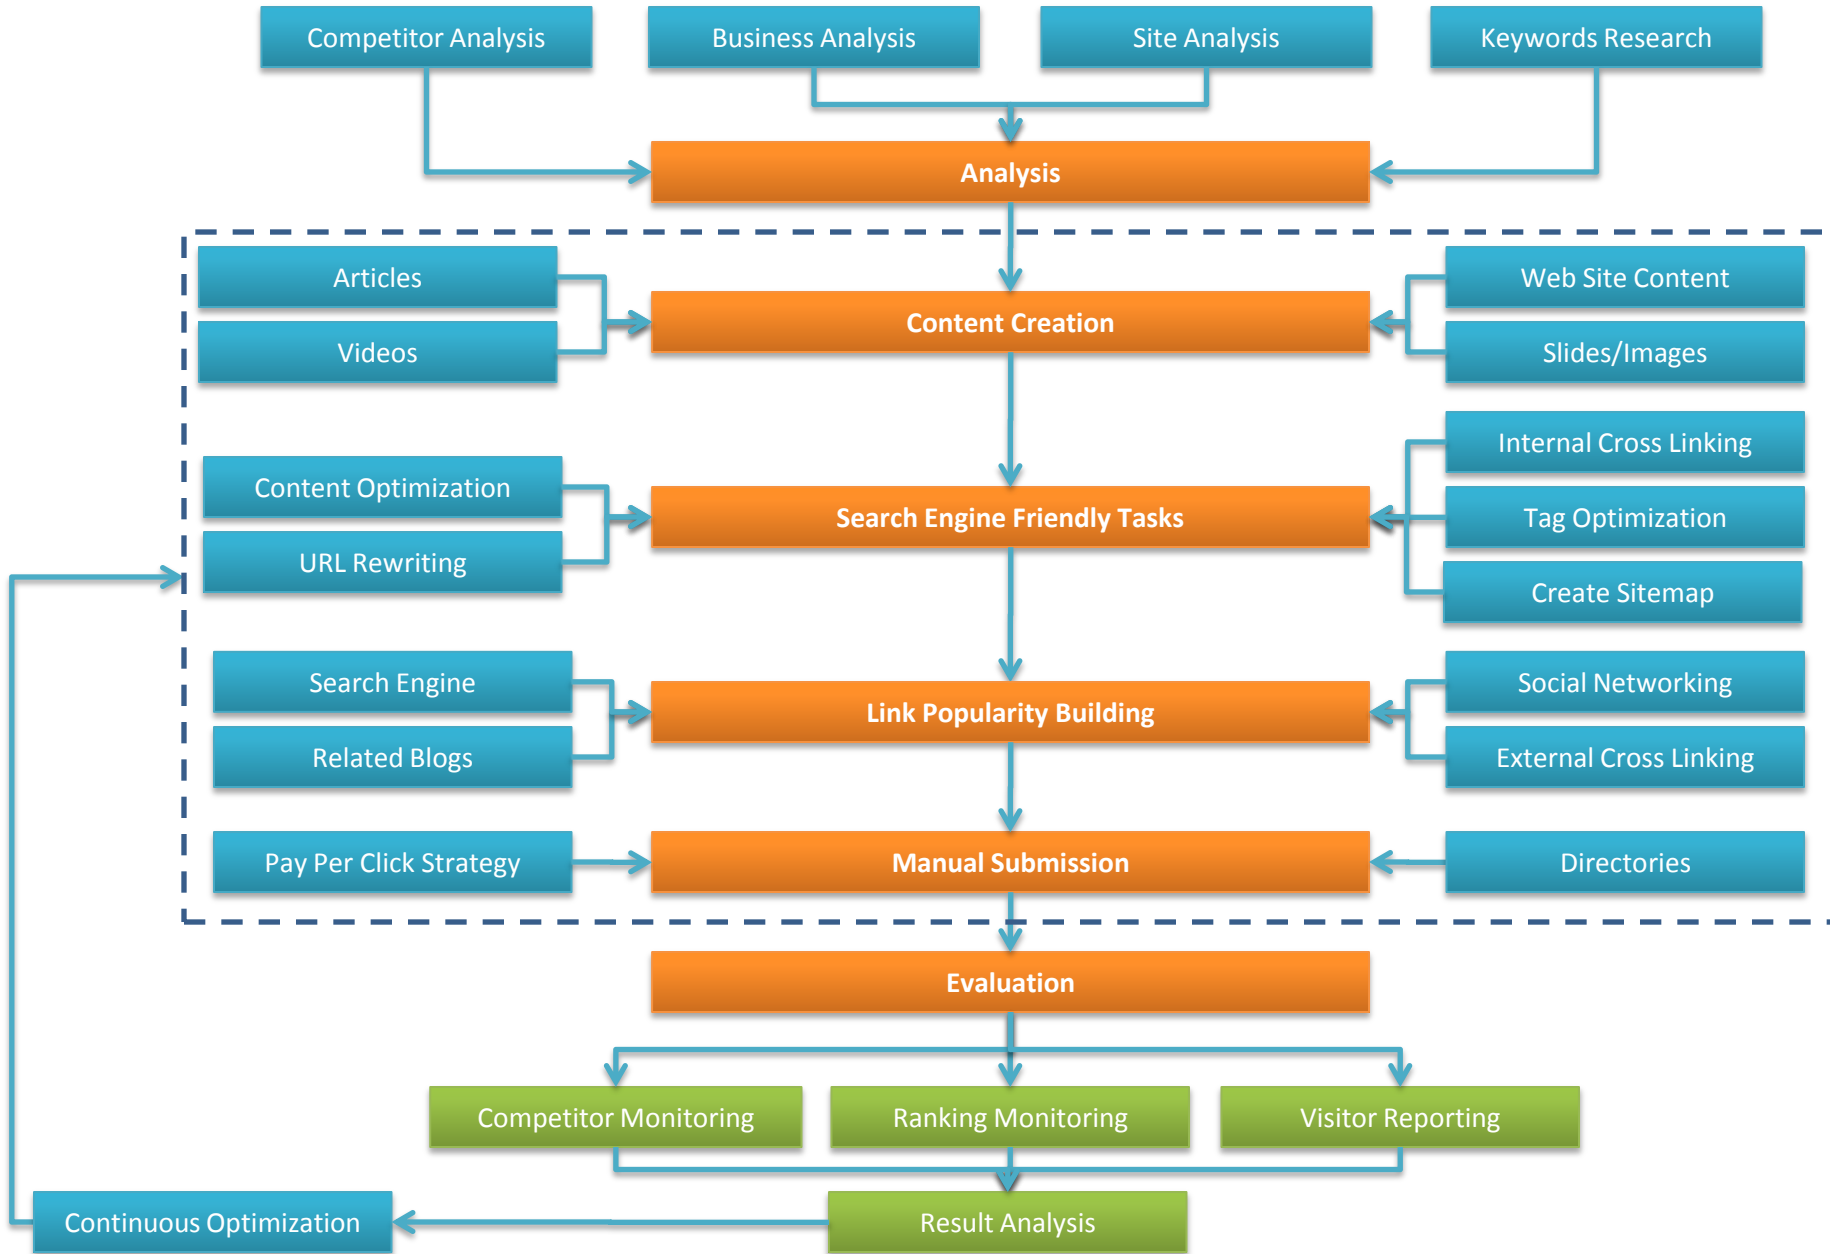 Competitor Analysis
Business Analysis
Site Analysis
Keywords Research
Analysis
Articles
Web Site Content
Content Creation
Videos
Slides/Images
Internal Cross Linking
Content Optimization
Search Engine Friendly Tasks
Tag Optimization
URL Rewriting
Create Sitemap
Search Engine
Social Networking
Link Popularity Building
Related Blogs
External Cross Linking
Pay Per Click Strategy
Manual Submission
Directories
Evaluation
Competitor Monitoring
Ranking Monitoring
Visitor Reporting
Continuous Optimization
Result Analysis